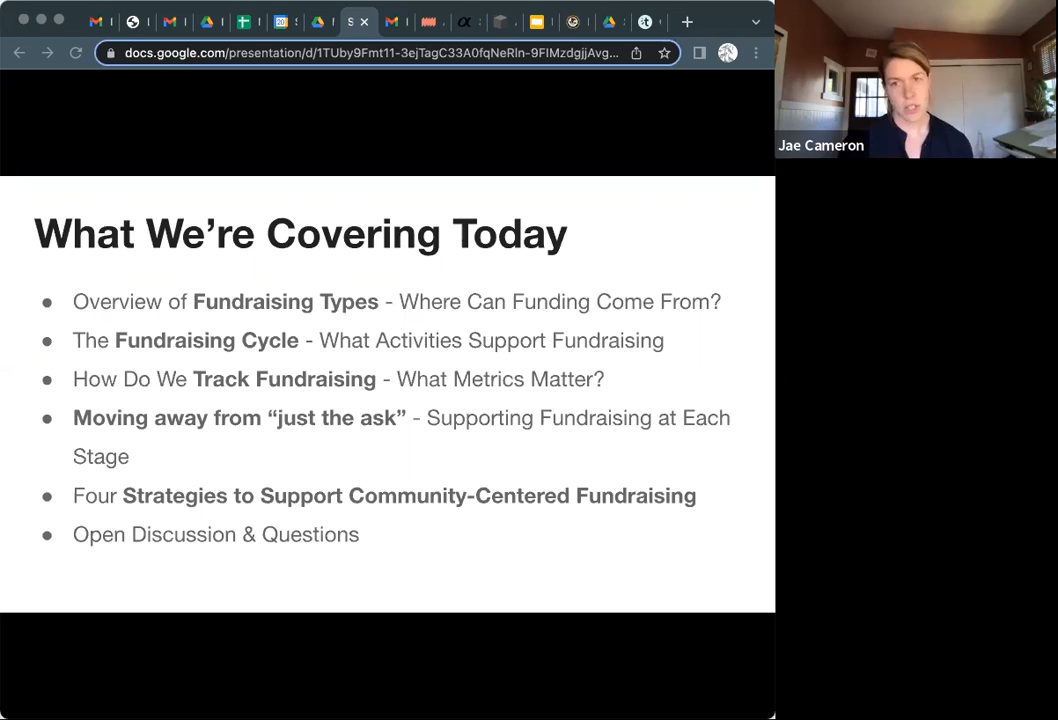 S
20
docs.google.com/presentation/d/1TUby9Fmt11-3ejTagC33A0fqNeRln-9FIMzdgjjAvg...
Jae Cameron
What We’re Covering Today
● Overview of Fundraising Types - Where Can Funding Come From?
● The Fundraising Cycle - What Activities Support Fundraising
● How Do We Track Fundraising - What Metrics Matter?
● Moving away from “just the ask” - Supporting Fundraising at Each
Stage
● Four Strategies to Support Community-Centered Fundraising
● Open Discussion & Questions